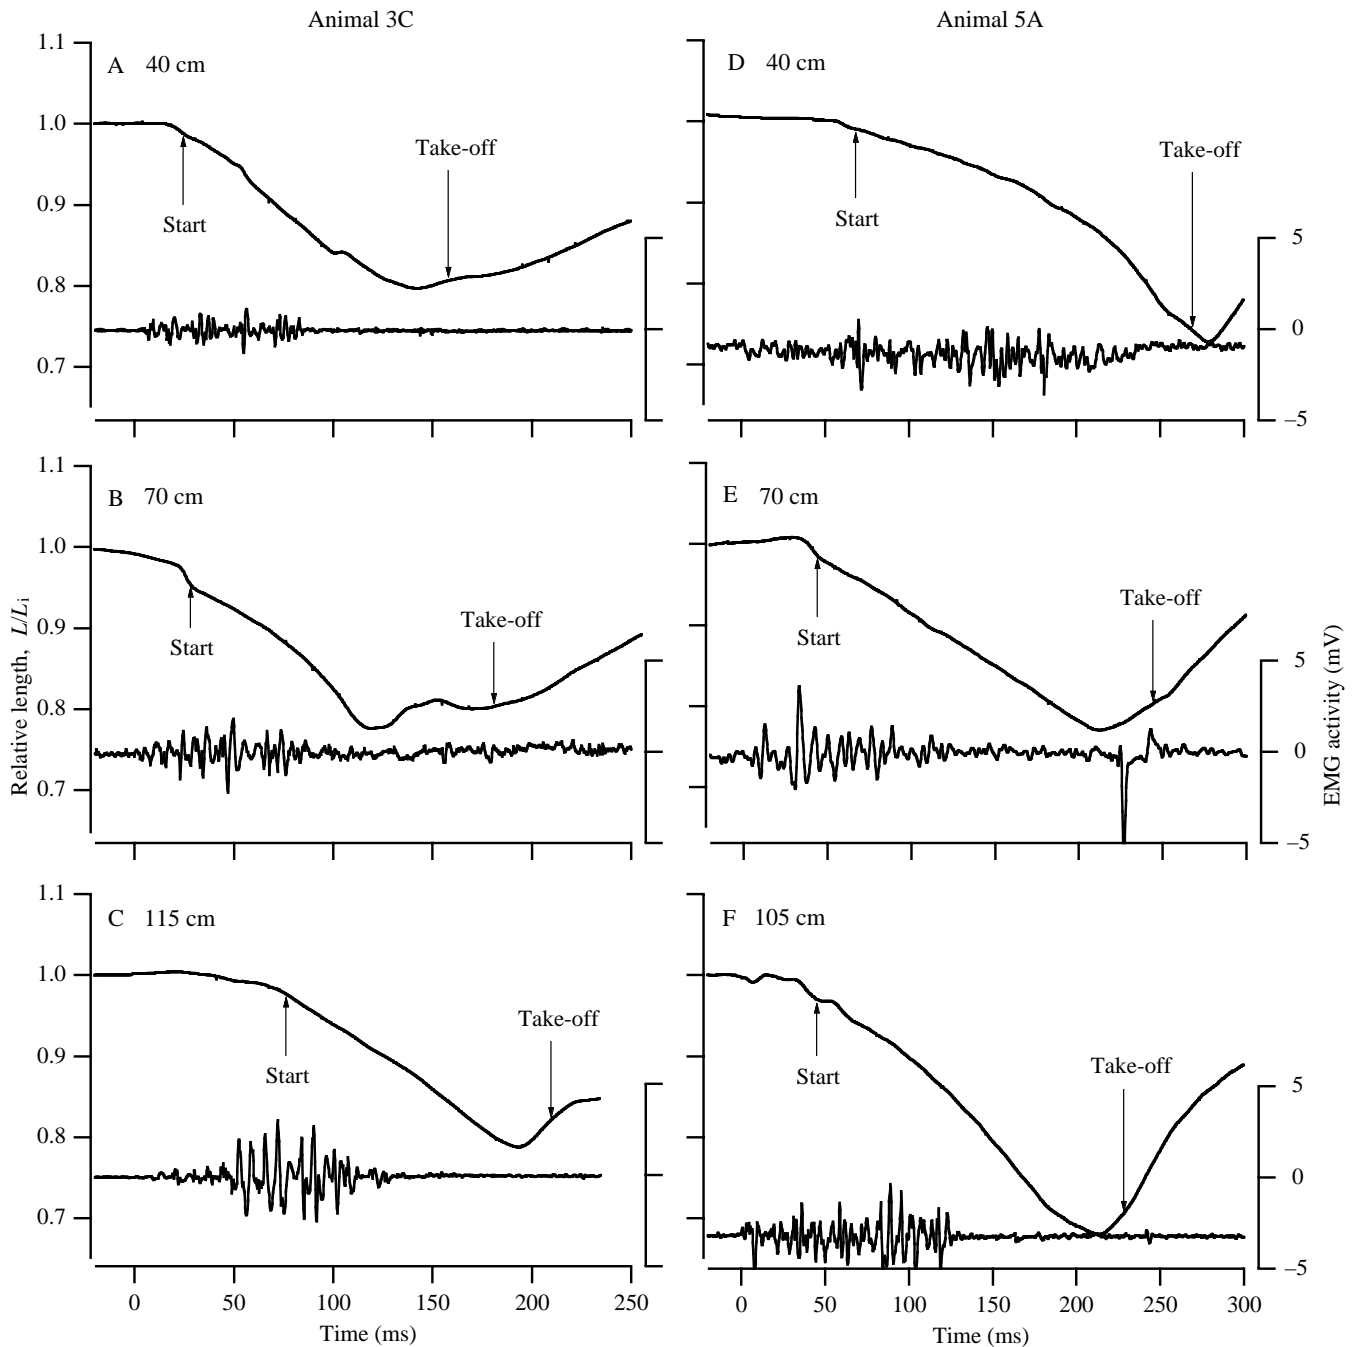 Animal 3C
Animal 5A
1.1
1.0
0.9
0.8
0.7
A 40 cm
Start
Take-off
D 40 cm
Start
Take-off
5
0
–5
0 50 100 150 200 250
1.1
1.0
0.9
0.8
0.7
B 70 cm
Start
Take-off
E 70 cm
Start
Take-off
5
0
–5
Relative length, L/Li
EMG activity (mV)
1.1
1.0
0.9
0.8
0.7
C 115 cm
Start
Take-off
F 105 cm
Start
Take-off
5
0
–5
0 50 100 150 200 250 300
Time (ms)
Time (ms)